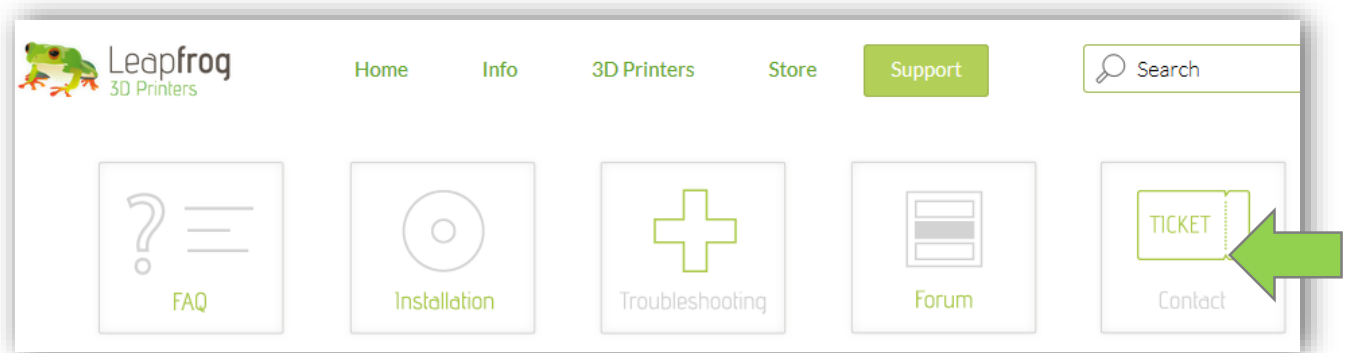 Leapfrog
3D Printers
Home Info 3D Printers Store Support Search
TICKET
FAQ Installation Troubleshooting Forum Contact